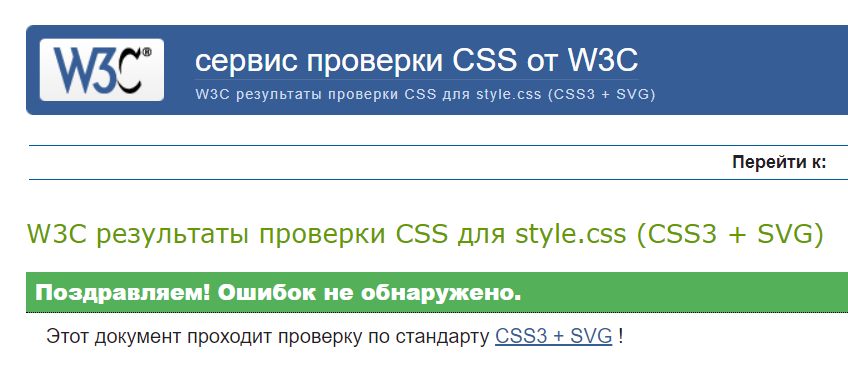 W3C®
сервис проверки CSS от W3C
W3C результаты проверки CSS для style.css (CSS3 + SVG)
Перейти к:
W3C результаты проверки CSS для style.css (CSS3 + SVG)
Поздравляем! Ошибок не обнаружено.
Этот документ проходит проверку по стандарту CSS3 + SVG !